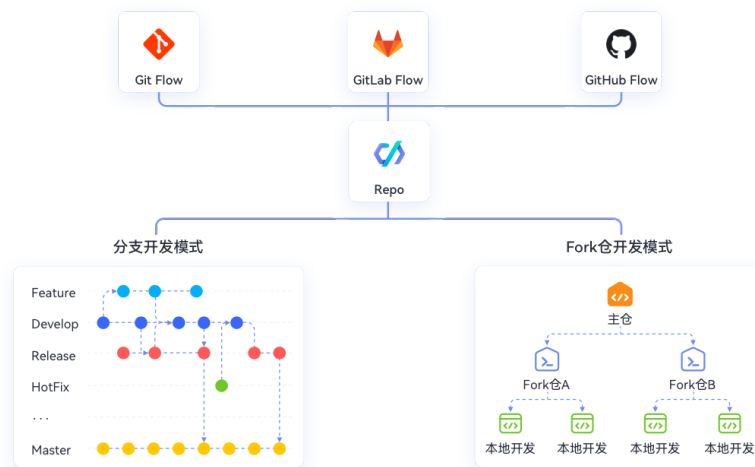 Git Flow
GitLab Flow
GitHub Flow
Repo
分支开发模式
Feature
Develop
Release
HotFix
...
Master
Fork仓开发模式
主仓
Fork仓A
Fork仓B
本地开发
本地开发
本地开发
本地开发